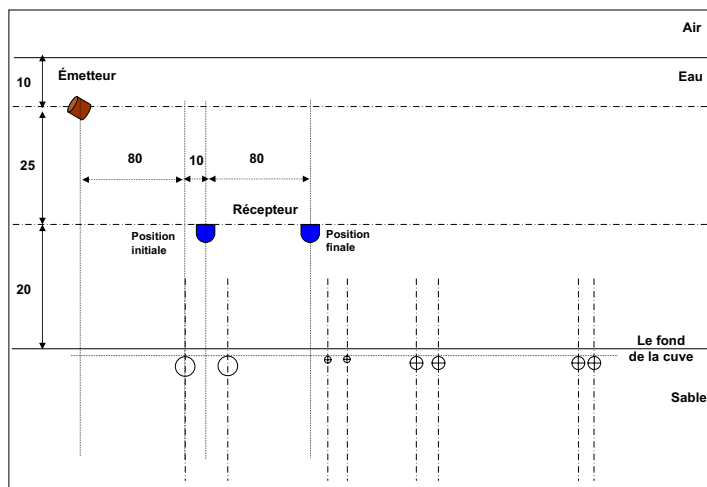 Air
10
Émetteur
Eau
25
80
10
80
Récepteur
Position
initiale
Position
finale
20
Le fond
de la cuve
Sable